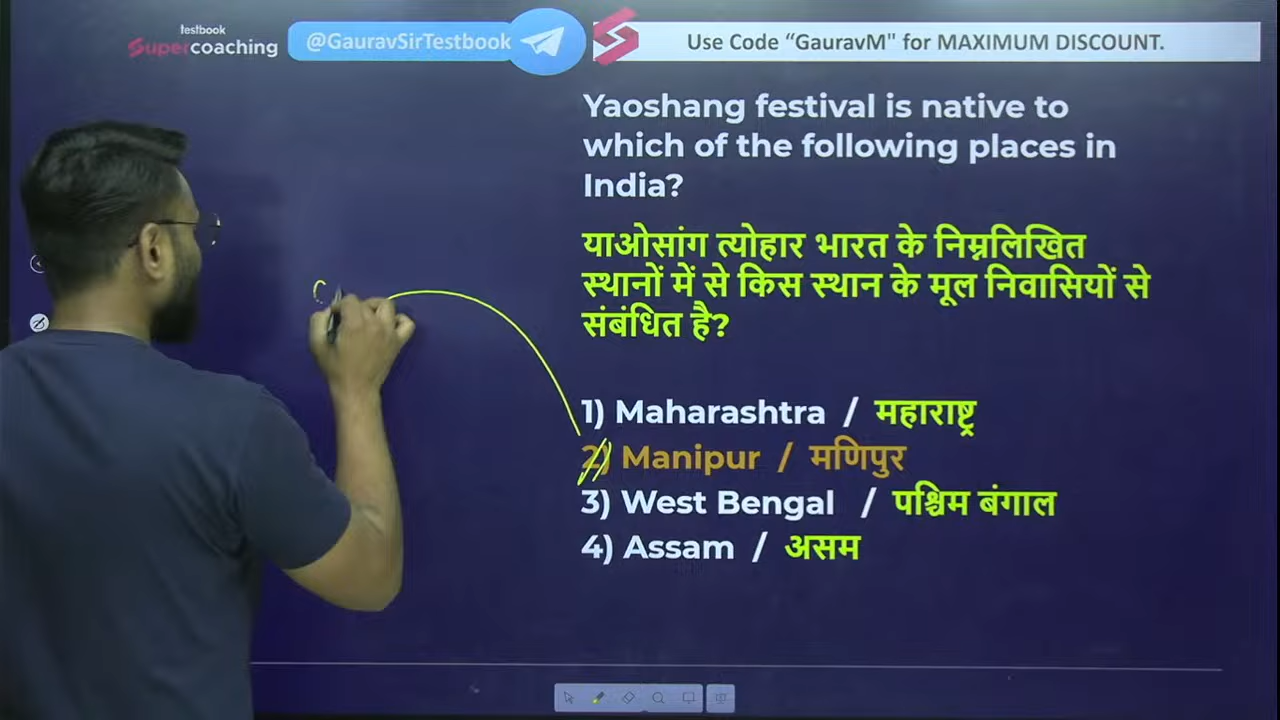 testbook
Supercoaching
@GauravSirTestbook
Use Code “GauravM" for MAXIMUM DISCOUNT.
Yaoshang festival is native to
which of the following places in
India?
याओसांग त्योहार भारत के निम्नलिखित
स्थानों में से किस स्थान के मूल निवासियों से
संबंधित है?
1) Maharashtra / महाराष्ट्र
2) Manipur / मणिपुर
3) West Bengal / पश्चिम बंगाल
4) Assam / असम